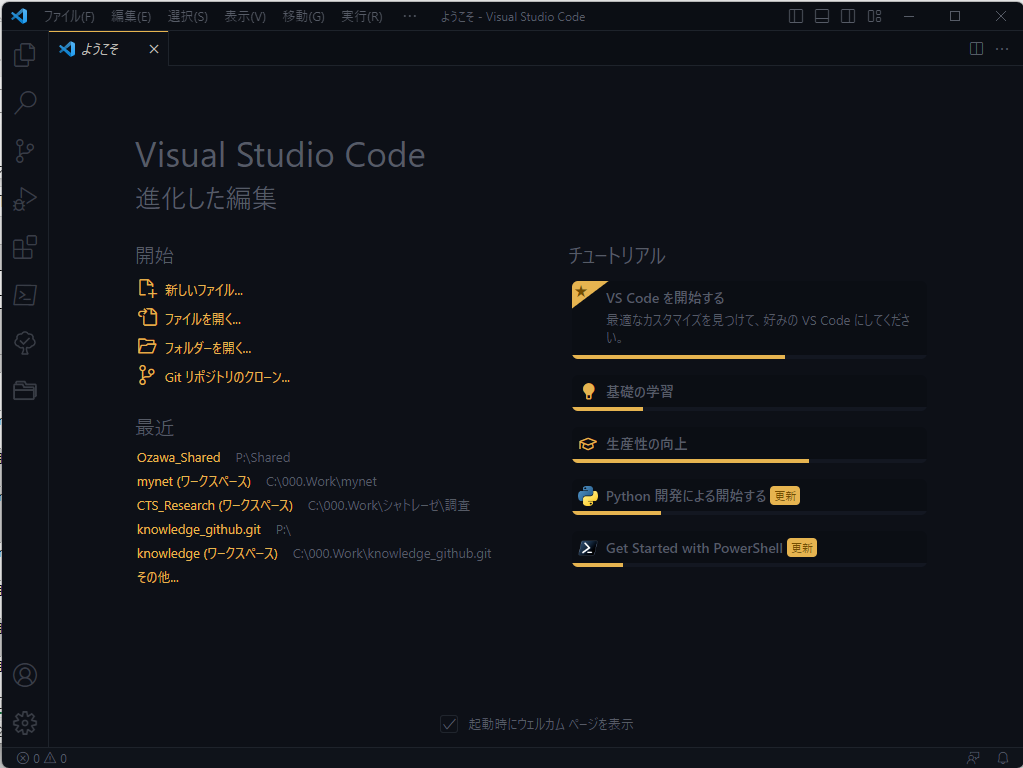 ファイル(F) 編集(E) 選択(S) 表示(V) 移動(G) 実行(R) ··· ようこそ - Visual Studio Code
ようこそ
Visual Studio Code
進化した編集
開始
新しいファイル...
ファイルを開く...
フォルダーを開く...
Git リポジトリのクローン...
最近
Ozawa_Shared P:\Shared
mynet (ワークスペース) C:\000.Work\mynet
CTS_Research (ワークスペース) C:\000.Work\シャトレーゼ\調査
knowledge_github.git P:\
knowledge (ワークスペース) C:\000.Work\knowledge_github.git
その他...
チュートリアル
VS Code を開始する
最適なカスタマイズを見つけて、好みの VS Code にしてくださ
い。
基礎の学習
生産性の向上
Python 開発による開始する 更新
Get Started with PowerShell 更新
起動時にウェルカム ページを表示
0 0